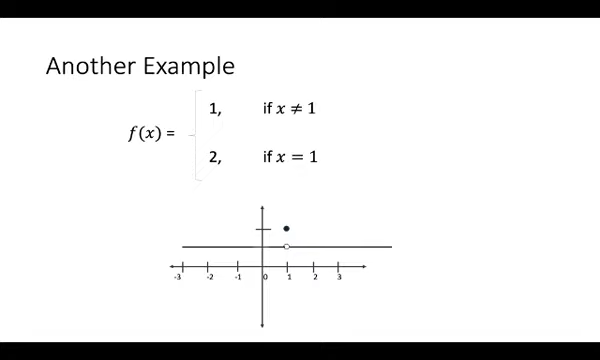 Another Example
1, if x ≠ 1
f(x) =
2, if x = 1
-3 -2 -1 0 1 2 3